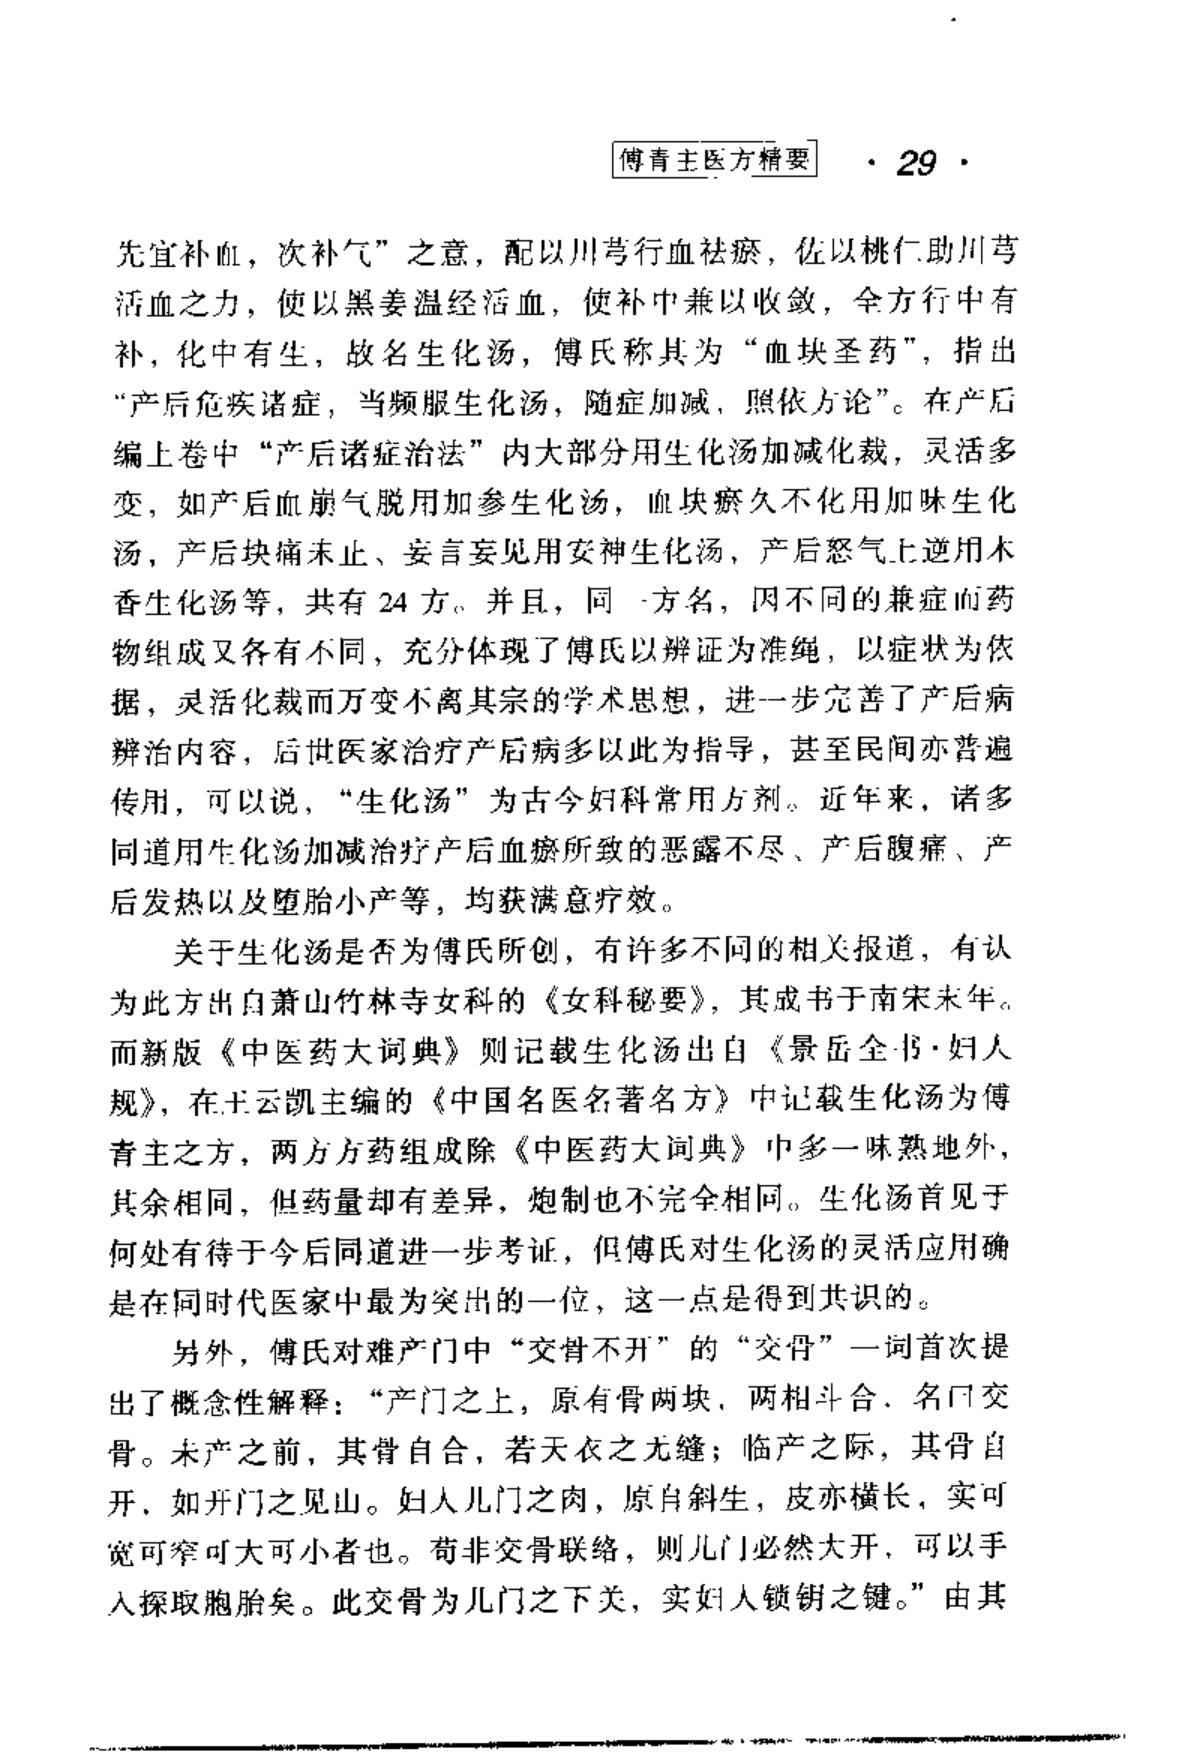 傅青主医方精要 · 29 ·
先宜补血，次补气”之意，配以川芎行血祛瘀，佐以桃仁助川芎
活血之力，使以黑姜温经活血，使补中兼以收敛，全方行中有
补，化中有生，故名生化汤，傅氏称其为“血块圣药”，指出
“产后危疾诸症，当频服生化汤，随症加减，照依方论”。在产后
编上卷中“产后诸症治法”内大部分用生化汤加减化裁，灵活多
变，如产后血崩气脱用加参生化汤，血块瘀久不化用加味生化
汤，产后块痛未止、妄言妄见用安神生化汤，产后怒气上逆用木
香生化汤等，共有 24 方。并且，同一方名，因不同的兼症而药
物组成又各有不同，充分体现了傅氏以辨证为准绳，以症状为依
据，灵活化裁而万变不离其宗的学术思想，进一步完善了产后病
辨治内容，后世医家治疗产后病多以此为指导，甚至民间亦普遍
传用，可以说，“生化汤”为古今妇科常用方剂。近年来，诸多
同道用生化汤加减治疗产后血瘀所致的恶露不尽、产后腹痛、产
后发热以及堕胎小产等，均获满意疗效。
关于生化汤是否为傅氏所创，有许多不同的相关报道，有认
为此方出自萧山竹林寺女科的《女科秘要》，其成书于南宋末年。
而新版《中医药大词典》则记载生化汤出自《景岳全书·妇人
规》，在王云凯主编的《中国名医名著名方》中记载生化汤为傅
青主之方，两方方药组成除《中医药大词典》中多一味熟地外，
其余相同，但药量却有差异，炮制也不完全相同。生化汤首见于
何处有待于今后同道进一步考证，但傅氏对生化汤的灵活应用确
是在同时代医家中最为突出的一位，这一点是得到共识的。
另外，傅氏对难产门中“交骨不开”的“交骨”一词首次提
出了概念性解释：“产门之上，原有骨两块，两相斗合，名曰交
骨。未产之前，其骨自合，若天衣之无缝；临产之际，其骨自
开，如开门之见山。妇人儿门之肉，原自斜生，皮亦横长，实可
宽可窄可大可小者也。苟非交骨联络，则儿门必然大开，可以手
入探取胞胎矣。此交骨为儿门之下关，实妇人锁钥之键。”由其